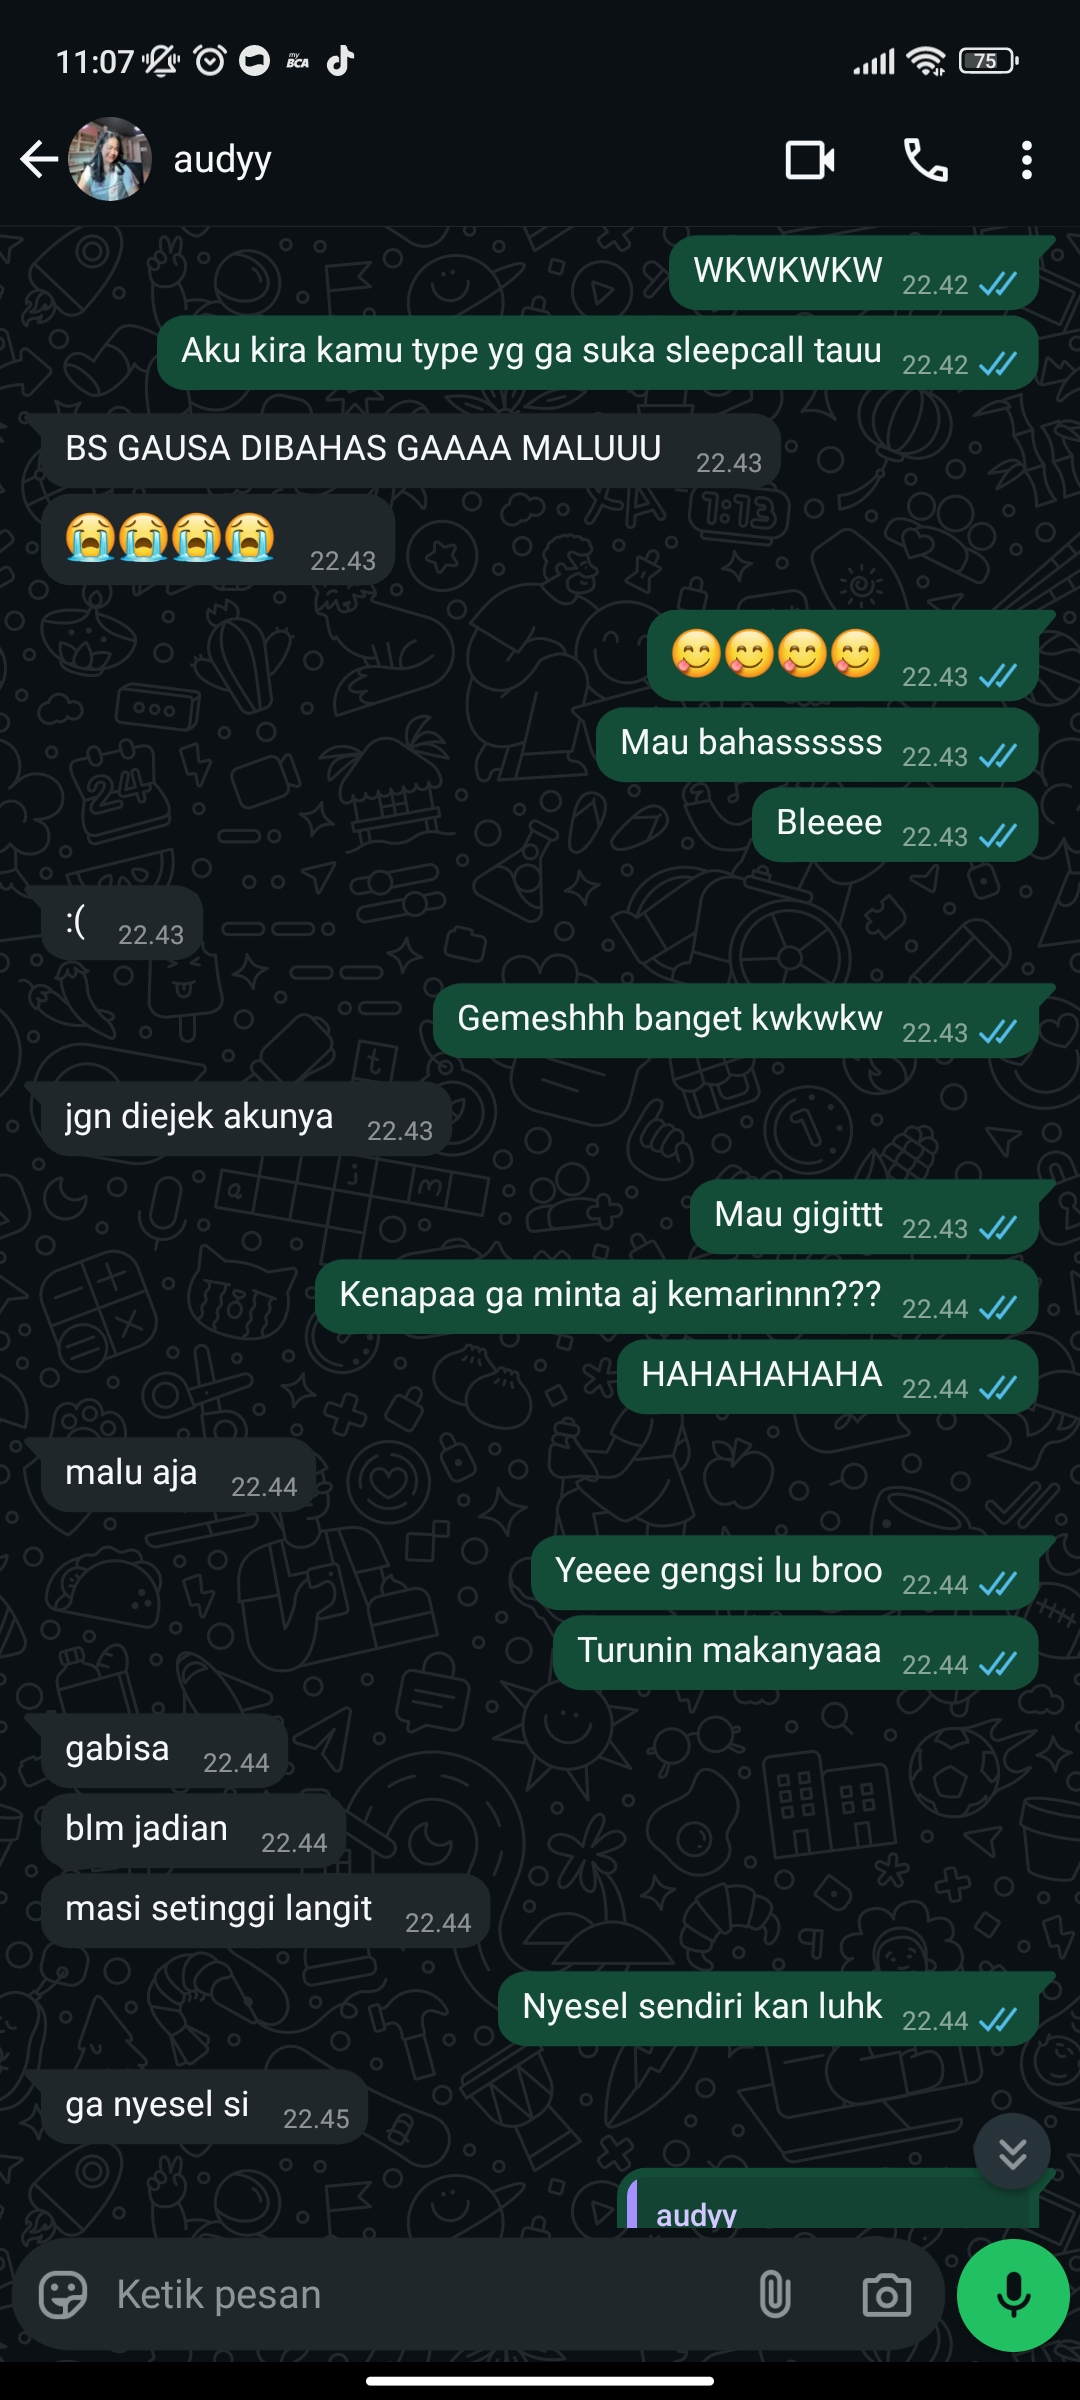 11:07 my BCA 75
audyy
WKWKWKW 22.42
Aku kira kamu type yg ga suka sleepcall tauu 22.42
BS GAUSA DIBAHAS GAAAA MALUUU 22.43
😭😭😭😭 22.43
😋😋😋😋 22.43
Mau bahassssss 22.43
Bleeee 22.43
:( 22.43
Gemeshhh banget kwkwkw 22.43
jgn diejek akunya 22.43
Mau gigittt 22.43
Kenapaa ga minta aj kemarinnn??? 22.44
HAHAHAHAHA 22.44
malu aja 22.44
Yeeee gengsi lu broo 22.44
Turunin makanyaaa 22.44
gabisa 22.44
blm jadian 22.44
masi setinggi langit 22.44
Nyesel sendiri kan luhk 22.44
ga nyesel si 22.45
audyy
Ketik pesan